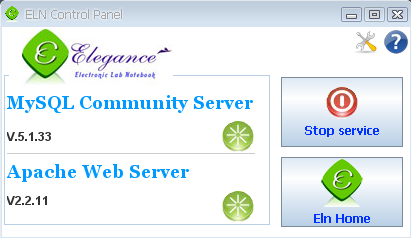 ELN Control Panel
Elegance
Electronic Lab Notebook
MySQL Community Server
V.5.1.33
Apache Web Server
V2.2.11
Stop service
Eln Home